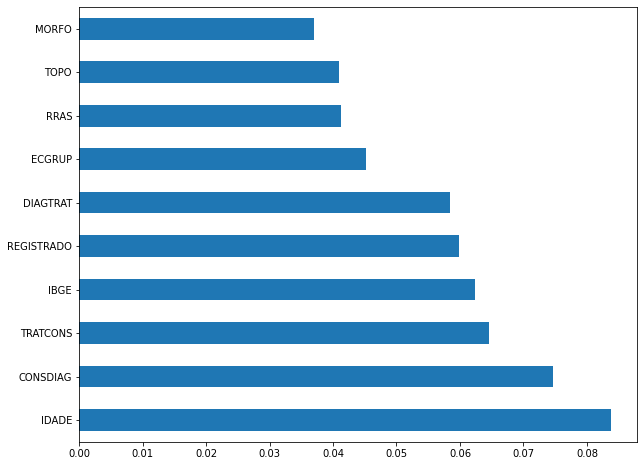 MORFO
TOPO
RRAS
ECGRUP
DIAGTRAT
REGISTRADO
IBGE
TRATCONS
CONSDIAG
IDADE
0.00 0.01 0.02 0.03 0.04 0.05 0.06 0.07 0.08